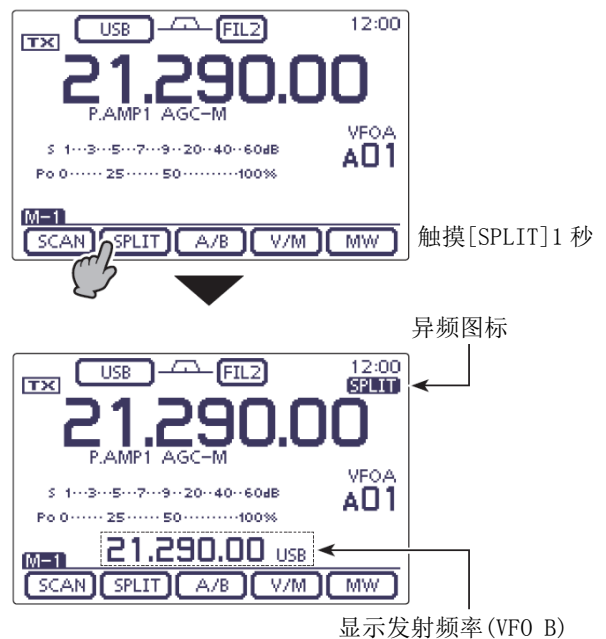 USB FIL2 12:00
TX
21.290.00
P.AMP1 AGC-M
VFOA
S 1···3···5···7···9··20··40··60dB
A01
Po 0······ 25······ 50··········100%
M-1
SCAN SPLIT A/B V/M MW
触摸[SPLIT]1 秒
异频图标
USB FIL2 12:00
TX SPLIT
21.290.00
P.AMP1 AGC-M
VFOA
S 1···3···5···7···9··20··40··60dB
A01
Po 0······ 25······ 50··········100%
M-1 21.290.00 USB
SCAN SPLIT A/B V/M MW
显示发射频率(VFO B)